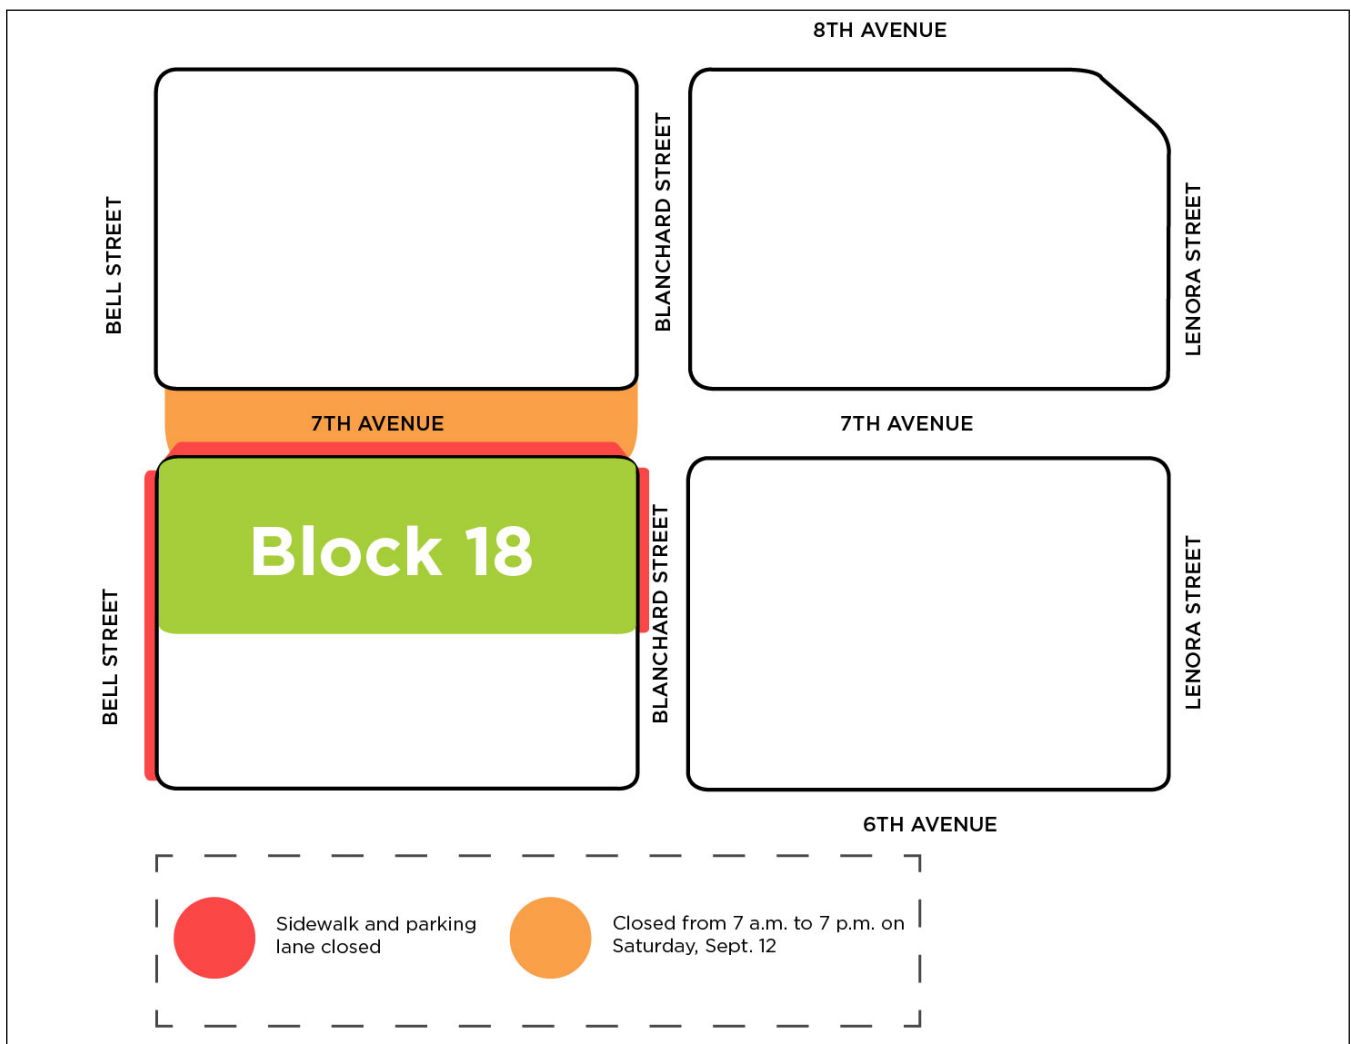 8TH AVENUE
BELL STREET
BLANCHARD STREET
LENORA STREET
7TH AVENUE
7TH AVENUE
Block 18
BELL STREET
BLANCHARD STREET
LENORA STREET
6TH AVENUE
Sidewalk and parking
lane closed
Closed from 7 a.m. to 7 p.m. on
Saturday, Sept. 12